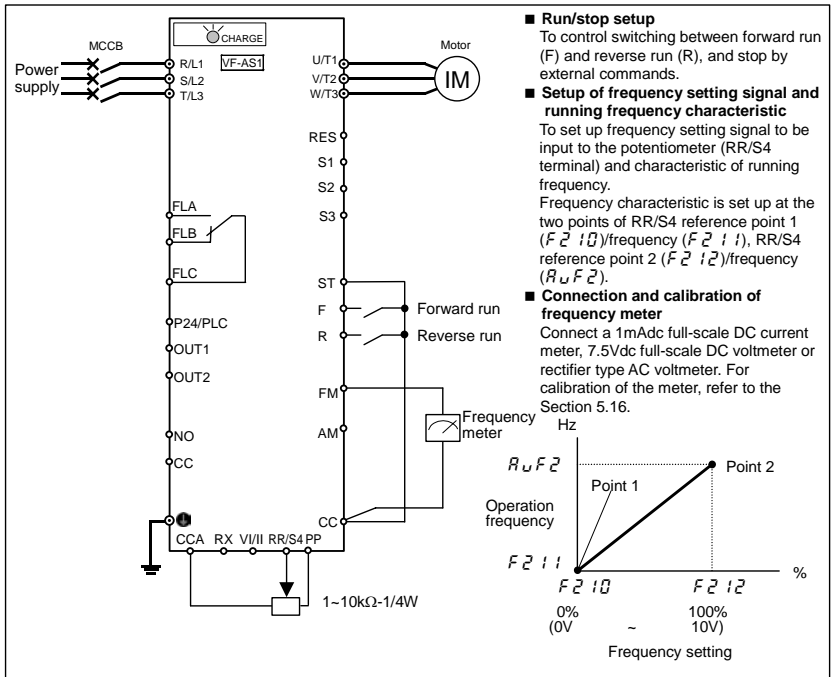 CHARGE
MCCB
R/L1
VF-AS1
U/T1
Motor
Power
supply
S/L2
V/T2
IM
T/L3
W/T3
RES
S1
S2
S3
FLA
FLB
FLC
ST
F
Forward run
R
Reverse run
P24/PLC
OUT1
OUT2
FM
Frequency
meter
AM
NO
CC
CC
CCA RX VI/II RR/S4 PP
1~10kΩ-1/4W
■ Run/stop setup
To control switching between forward run
(F) and reverse run (R), and stop by
external commands.
■ Setup of frequency setting signal and
running frequency characteristic
To set up frequency setting signal to be
input to the potentiometer (RR/S4
terminal) and characteristic of running
frequency.
Frequency characteristic is set up at the
two points of RR/S4 reference point 1
(F210)/frequency (F211), RR/S4
reference point 2 (F212)/frequency
(AuF2).
■ Connection and calibration of
frequency meter
Connect a 1mAdc full-scale DC current
meter, 7.5Vdc full-scale DC voltmeter or
rectifier type AC voltmeter. For
calibration of the meter, refer to the
Section 5.16.
Hz
AuF2
Point 2
Point 1
Operation
frequency
F211
%
F210 F212
0% 100%
(0V ~ 10V)
Frequency setting